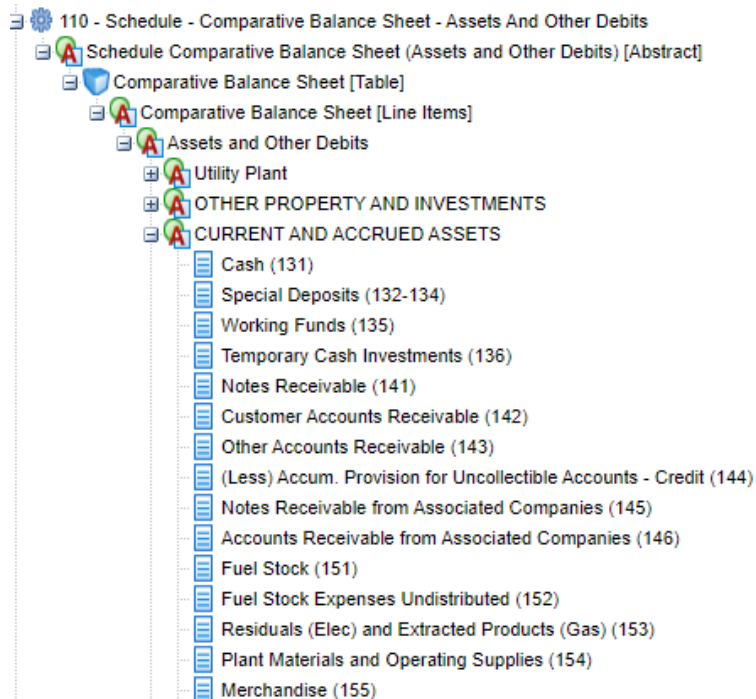 110 - Schedule - Comparative Balance Sheet - Assets And Other Debits
Schedule Comparative Balance Sheet (Assets and Other Debits) [Abstract]
Comparative Balance Sheet [Table]
Comparative Balance Sheet [Line Items]
Assets and Other Debits
Utility Plant
OTHER PROPERTY AND INVESTMENTS
CURRENT AND ACCRUED ASSETS
Cash (131)
Special Deposits (132-134)
Working Funds (135)
Temporary Cash Investments (136)
Notes Receivable (141)
Customer Accounts Receivable (142)
Other Accounts Receivable (143)
(Less) Accum. Provision for Uncollectible Accounts - Credit (144)
Notes Receivable from Associated Companies (145)
Accounts Receivable from Associated Companies (146)
Fuel Stock (151)
Fuel Stock Expenses Undistributed (152)
Residuals (Elec) and Extracted Products (Gas) (153)
Plant Materials and Operating Supplies (154)
Merchandise (155)